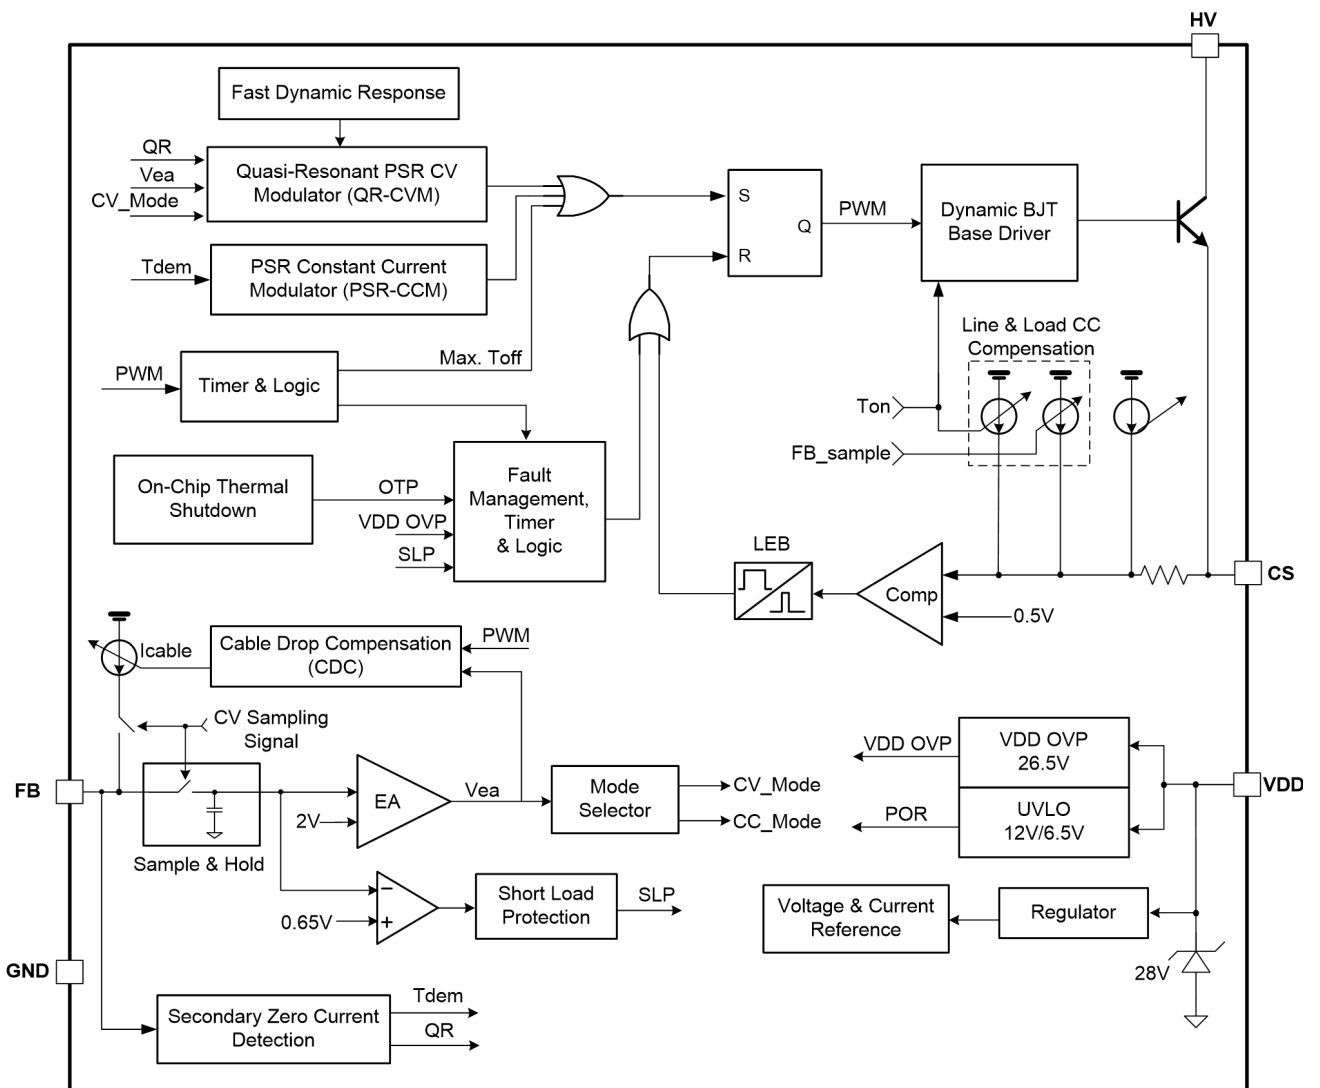 HV
Fast Dynamic Response
QR
Vea
CV_Mode
Quasi-Resonant PSR CV
Modulator (QR-CVM)
S
Q
R
PWM
Dynamic BJT
Base Driver
Tdem
PSR Constant Current
Modulator (PSR-CCM)
Line & Load CC
Compensation
PWM
Timer & Logic
Max. Toff
Ton
FB_sample
On-Chip Thermal
Shutdown
OTP
VDD OVP
SLP
Fault
Management,
Timer
& Logic
LEB
Comp
0.5V
CS
Icable
Cable Drop Compensation
(CDC)
PWM
CV Sampling
Signal
FB
Sample & Hold
EA
2V
Vea
Mode
Selector
CV_Mode
CC_Mode
VDD OVP
POR
VDD OVP
26.5V
UVLO
12V/6.5V
VDD
0.65V
−
+
Short Load
Protection
SLP
Voltage & Current
Reference
Regulator
28V
GND
Secondary Zero Current
Detection
Tdem
QR